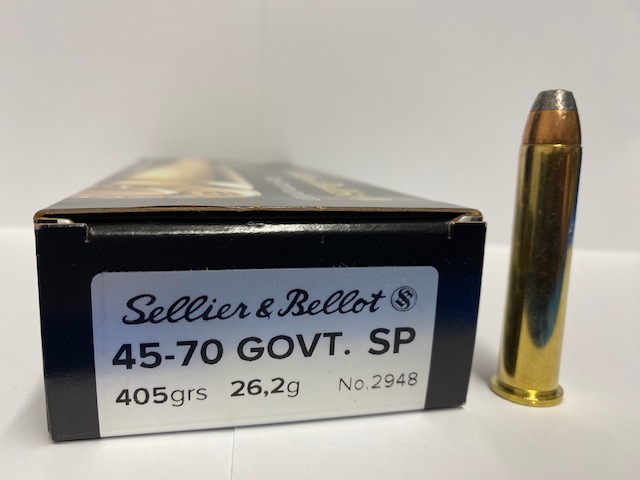 Sellier & Bellot
45-70 GOVT. SP
405grs 26,2g No.2948